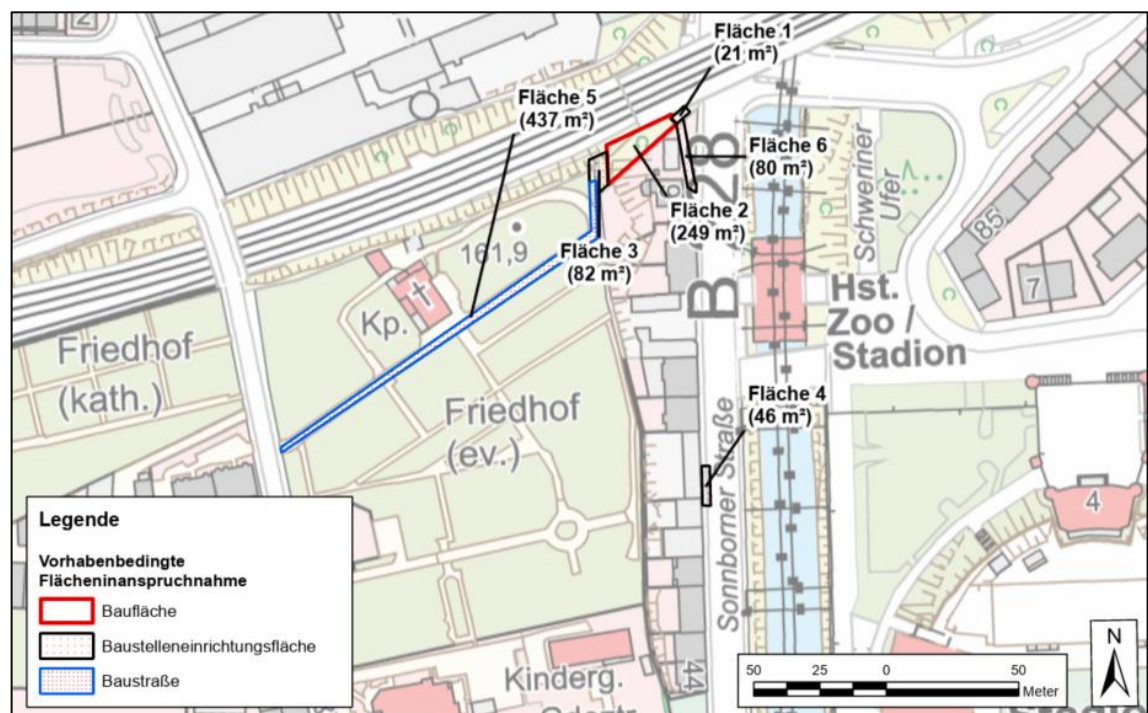 Fläche 1
(21 m²)
Fläche 5
(437 m²)
Fläche 6
(80 m²)
Fläche 2
(249 m²)
Fläche 3
(82 m²)
161,9
Kp.
B
28
Schweriner
Ufer
85
7
Hst.
Zoo /
Stadion
Friedhof
(kath.)
Friedhof
(ev.)
Fläche 4
(46 m²)
Sonnborner Straße
4
44
Kinderg.
Legende
Vorhabenbedingte
Flächeninanspruchnahme
Baufläche
Baustelleneinrichtungsfläche
Baustraße
N
50 25 0 50
Meter